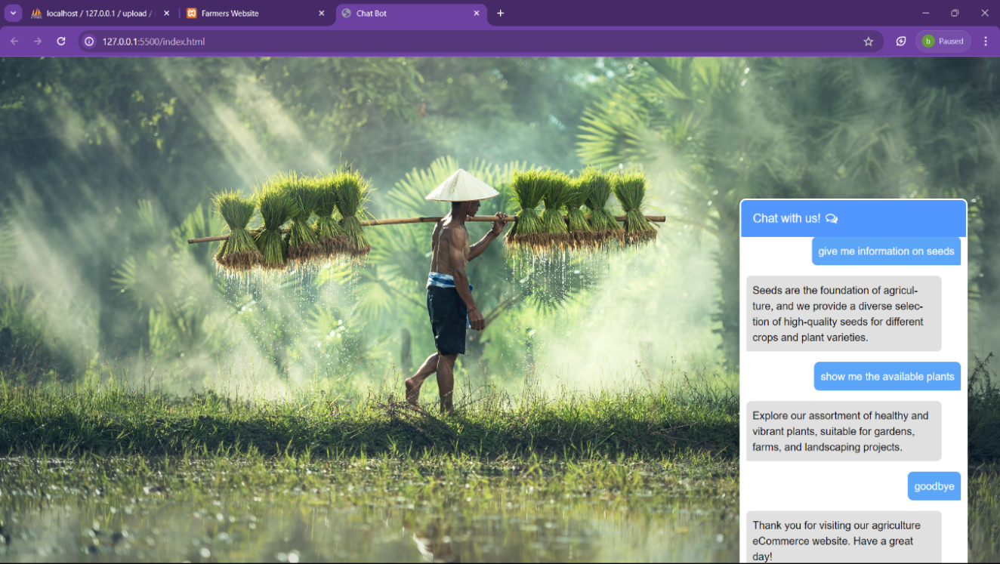 localhost / 127.0.0.1 / upload /
Farmers Website
Chat Bot
127.0.0.1:5500/index.html
b
Paused
Chat with us!
give me information on seeds
Seeds are the foundation of agricul-
ture, and we provide a diverse selec-
tion of high-quality seeds for different
crops and plant varieties.
show me the available plants
Explore our assortment of healthy and
vibrant plants, suitable for gardens,
farms, and landscaping projects.
goodbye
Thank you for visiting our agriculture
eCommerce website. Have a great
day!